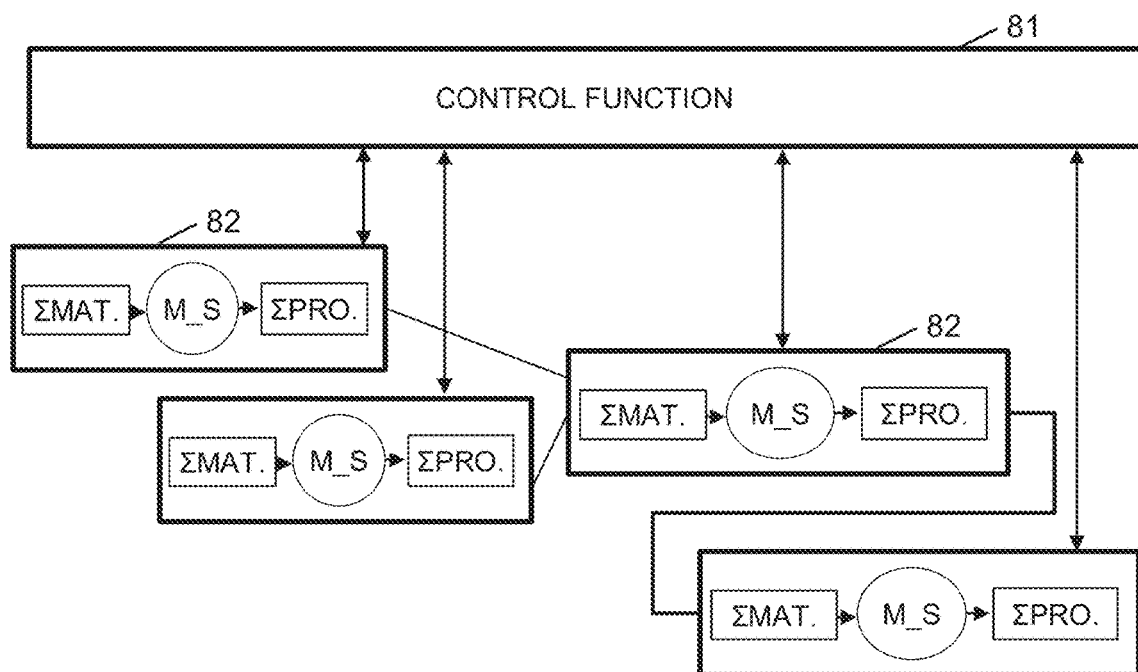 81
CONTROL FUNCTION
82
ΣMAT. M_S ΣPRO.
82
ΣMAT. M_S ΣPRO.
ΣMAT. M_S ΣPRO.
ΣMAT. M_S ΣPRO.